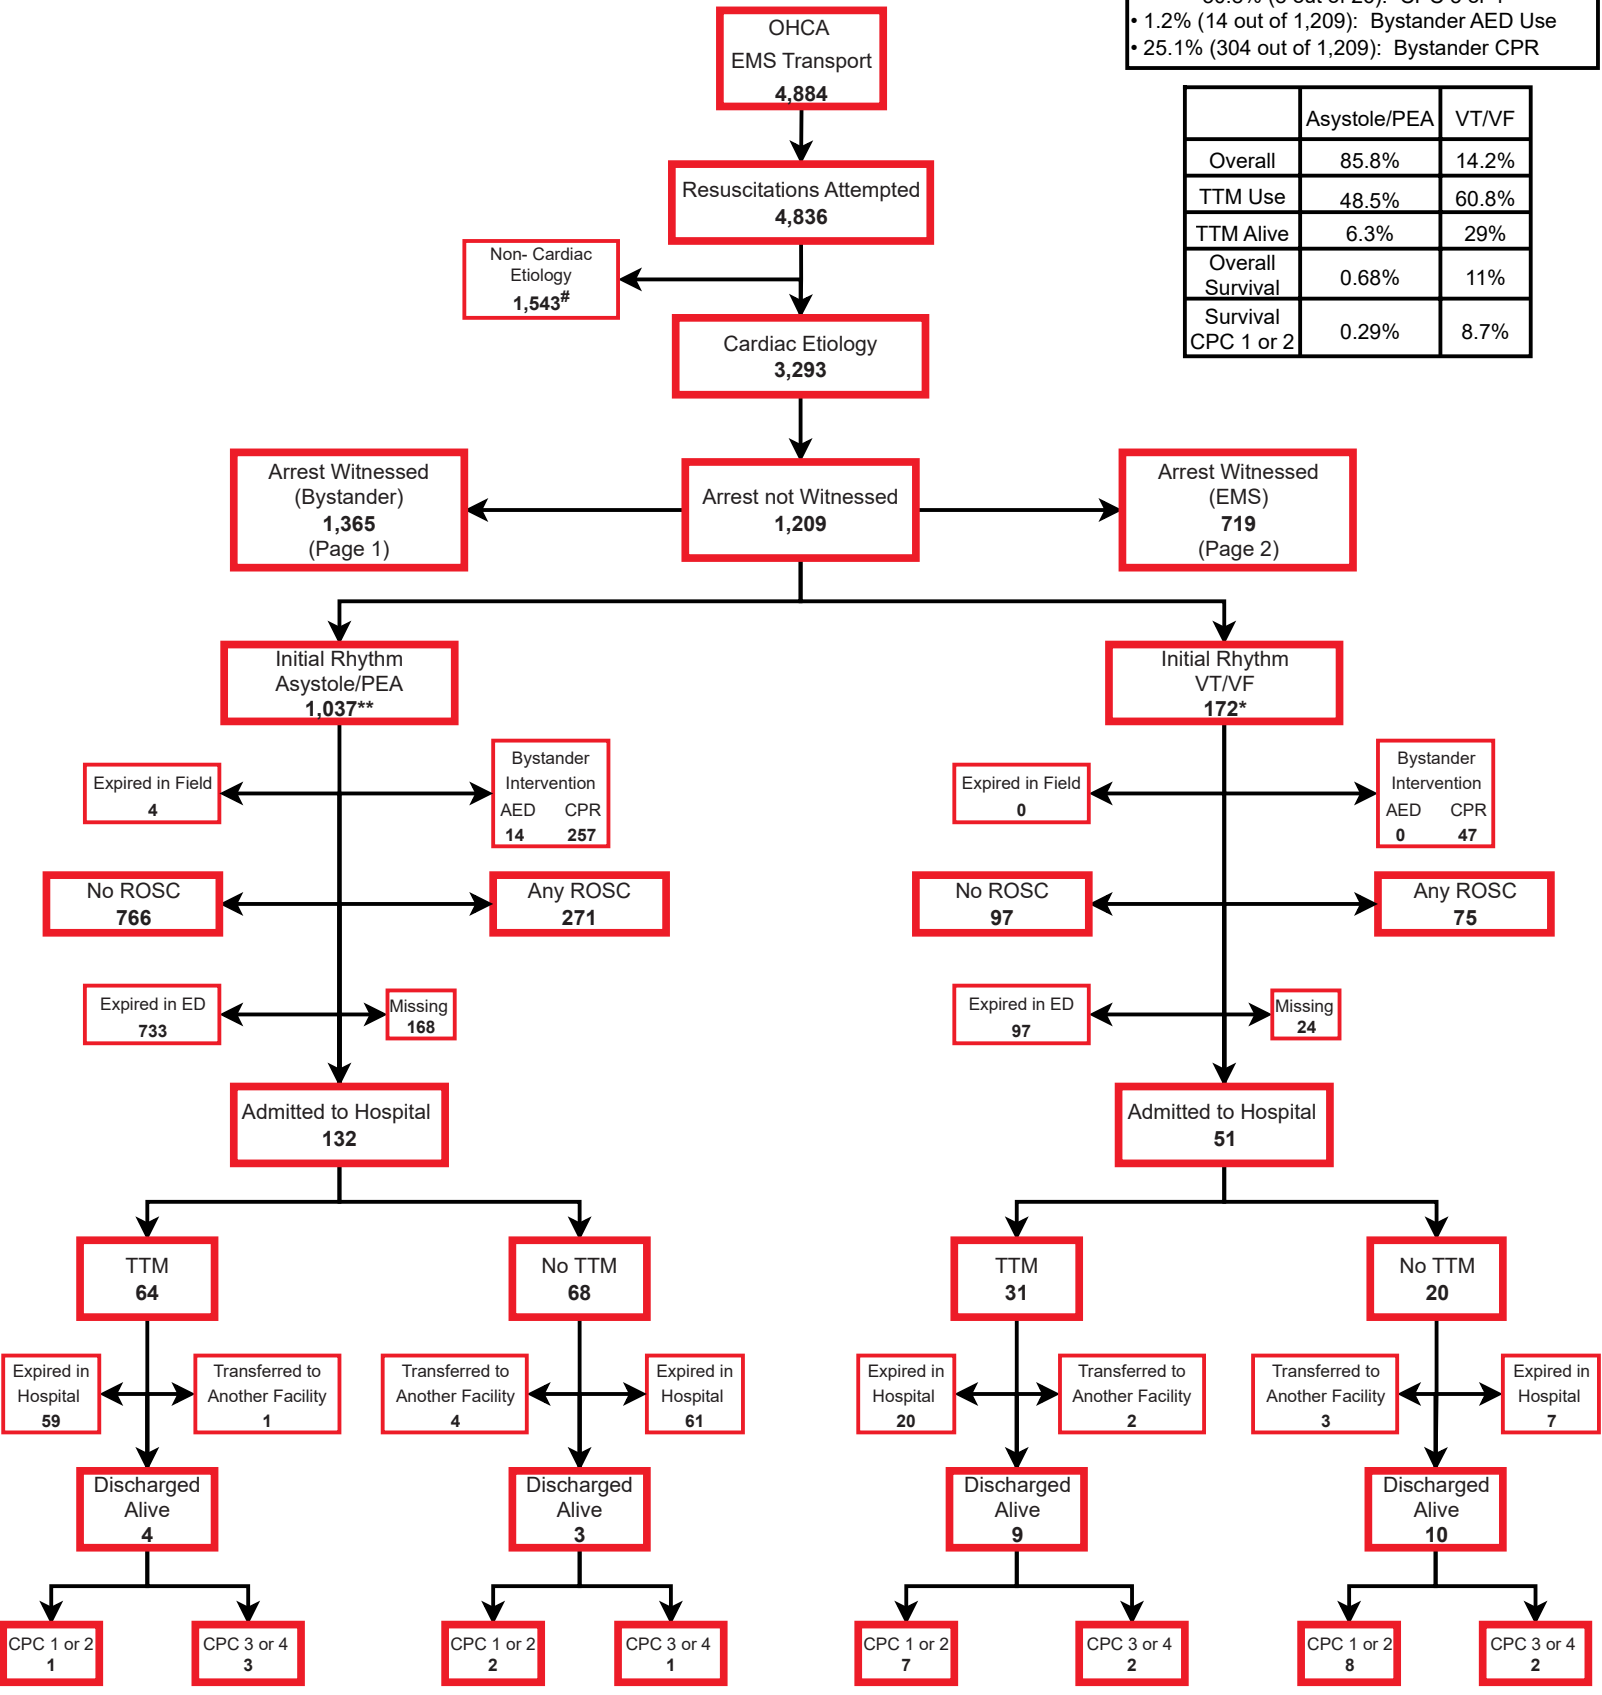 • 1.2% (14 out of 1,209): Bystander AED Use
• 25.1% (304 out of 1,209): Bystander CPR
OHCA
EMS Transport
4,884
Asystole/PEA VT/VF
Overall 85.8% 14.2%
TTM Use 48.5% 60.8%
TTM Alive 6.3% 29%
Overall
Survival 0.68% 11%
Survival
CPC 1 or 2 0.29% 8.7%
Resuscitations Attempted
4,836
Non- Cardiac
Etiology
1,543#
Cardiac Etiology
3,293
Arrest Witnessed
(Bystander)
1,365
(Page 1)
Arrest not Witnessed
1,209
Arrest Witnessed
(EMS)
719
(Page 2)
Initial Rhythm
Asystole/PEA
1,037**
Expired in Field
4
Bystander
Intervention
AED CPR
14 257
No ROSC
766
Any ROSC
271
Expired in ED
733
Missing
168
Admitted to Hospital
132
TTM
64
No TTM
68
Expired in
Hospital
59
Transferred to
Another Facility
1
Transferred to
Another Facility
4
Expired in
Hospital
61
Discharged
Alive
4
Discharged
Alive
3
CPC 1 or 2
1
CPC 3 or 4
3
CPC 1 or 2
2
CPC 3 or 4
1
Initial Rhythm
VT/VF
172*
Expired in Field
0
Bystander
Intervention
AED CPR
0 47
No ROSC
97
Any ROSC
75
Expired in ED
97
Missing
24
Admitted to Hospital
51
TTM
31
No TTM
20
Expired in
Hospital
20
Transferred to
Another Facility
2
Transferred to
Another Facility
3
Expired in
Hospital
7
Discharged
Alive
9
Discharged
Alive
10
CPC 1 or 2
7
CPC 3 or 4
2
CPC 1 or 2
8
CPC 3 or 4
2